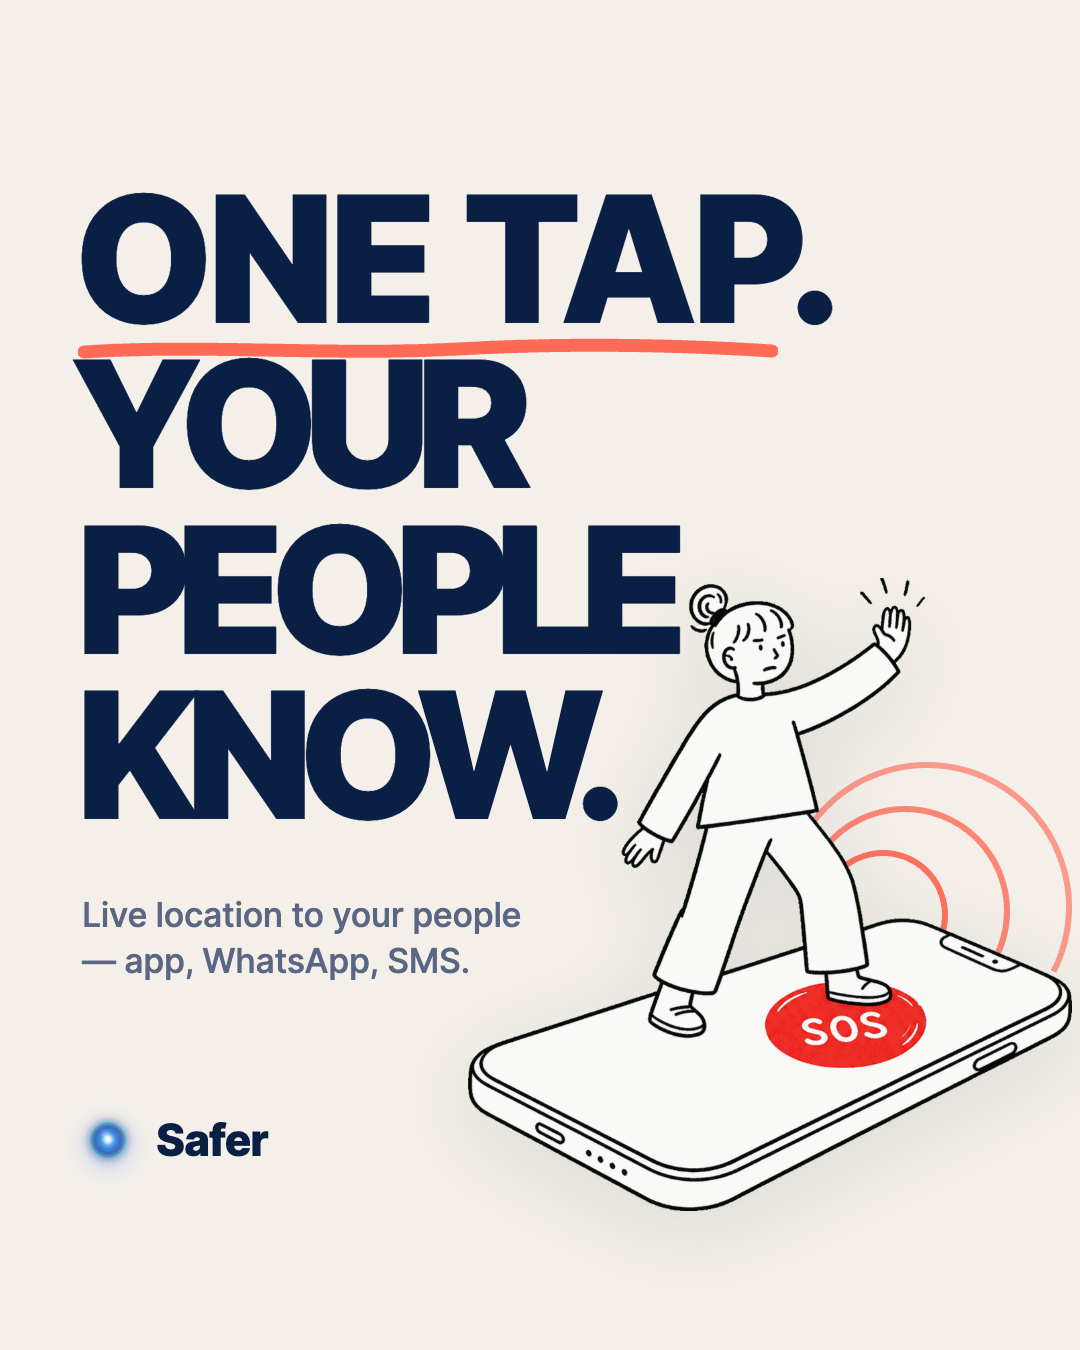 ONE TAP.
YOUR
PEOPLE
KNOW.
Live location to your people
— app, WhatsApp, SMS.
SOS
Safer